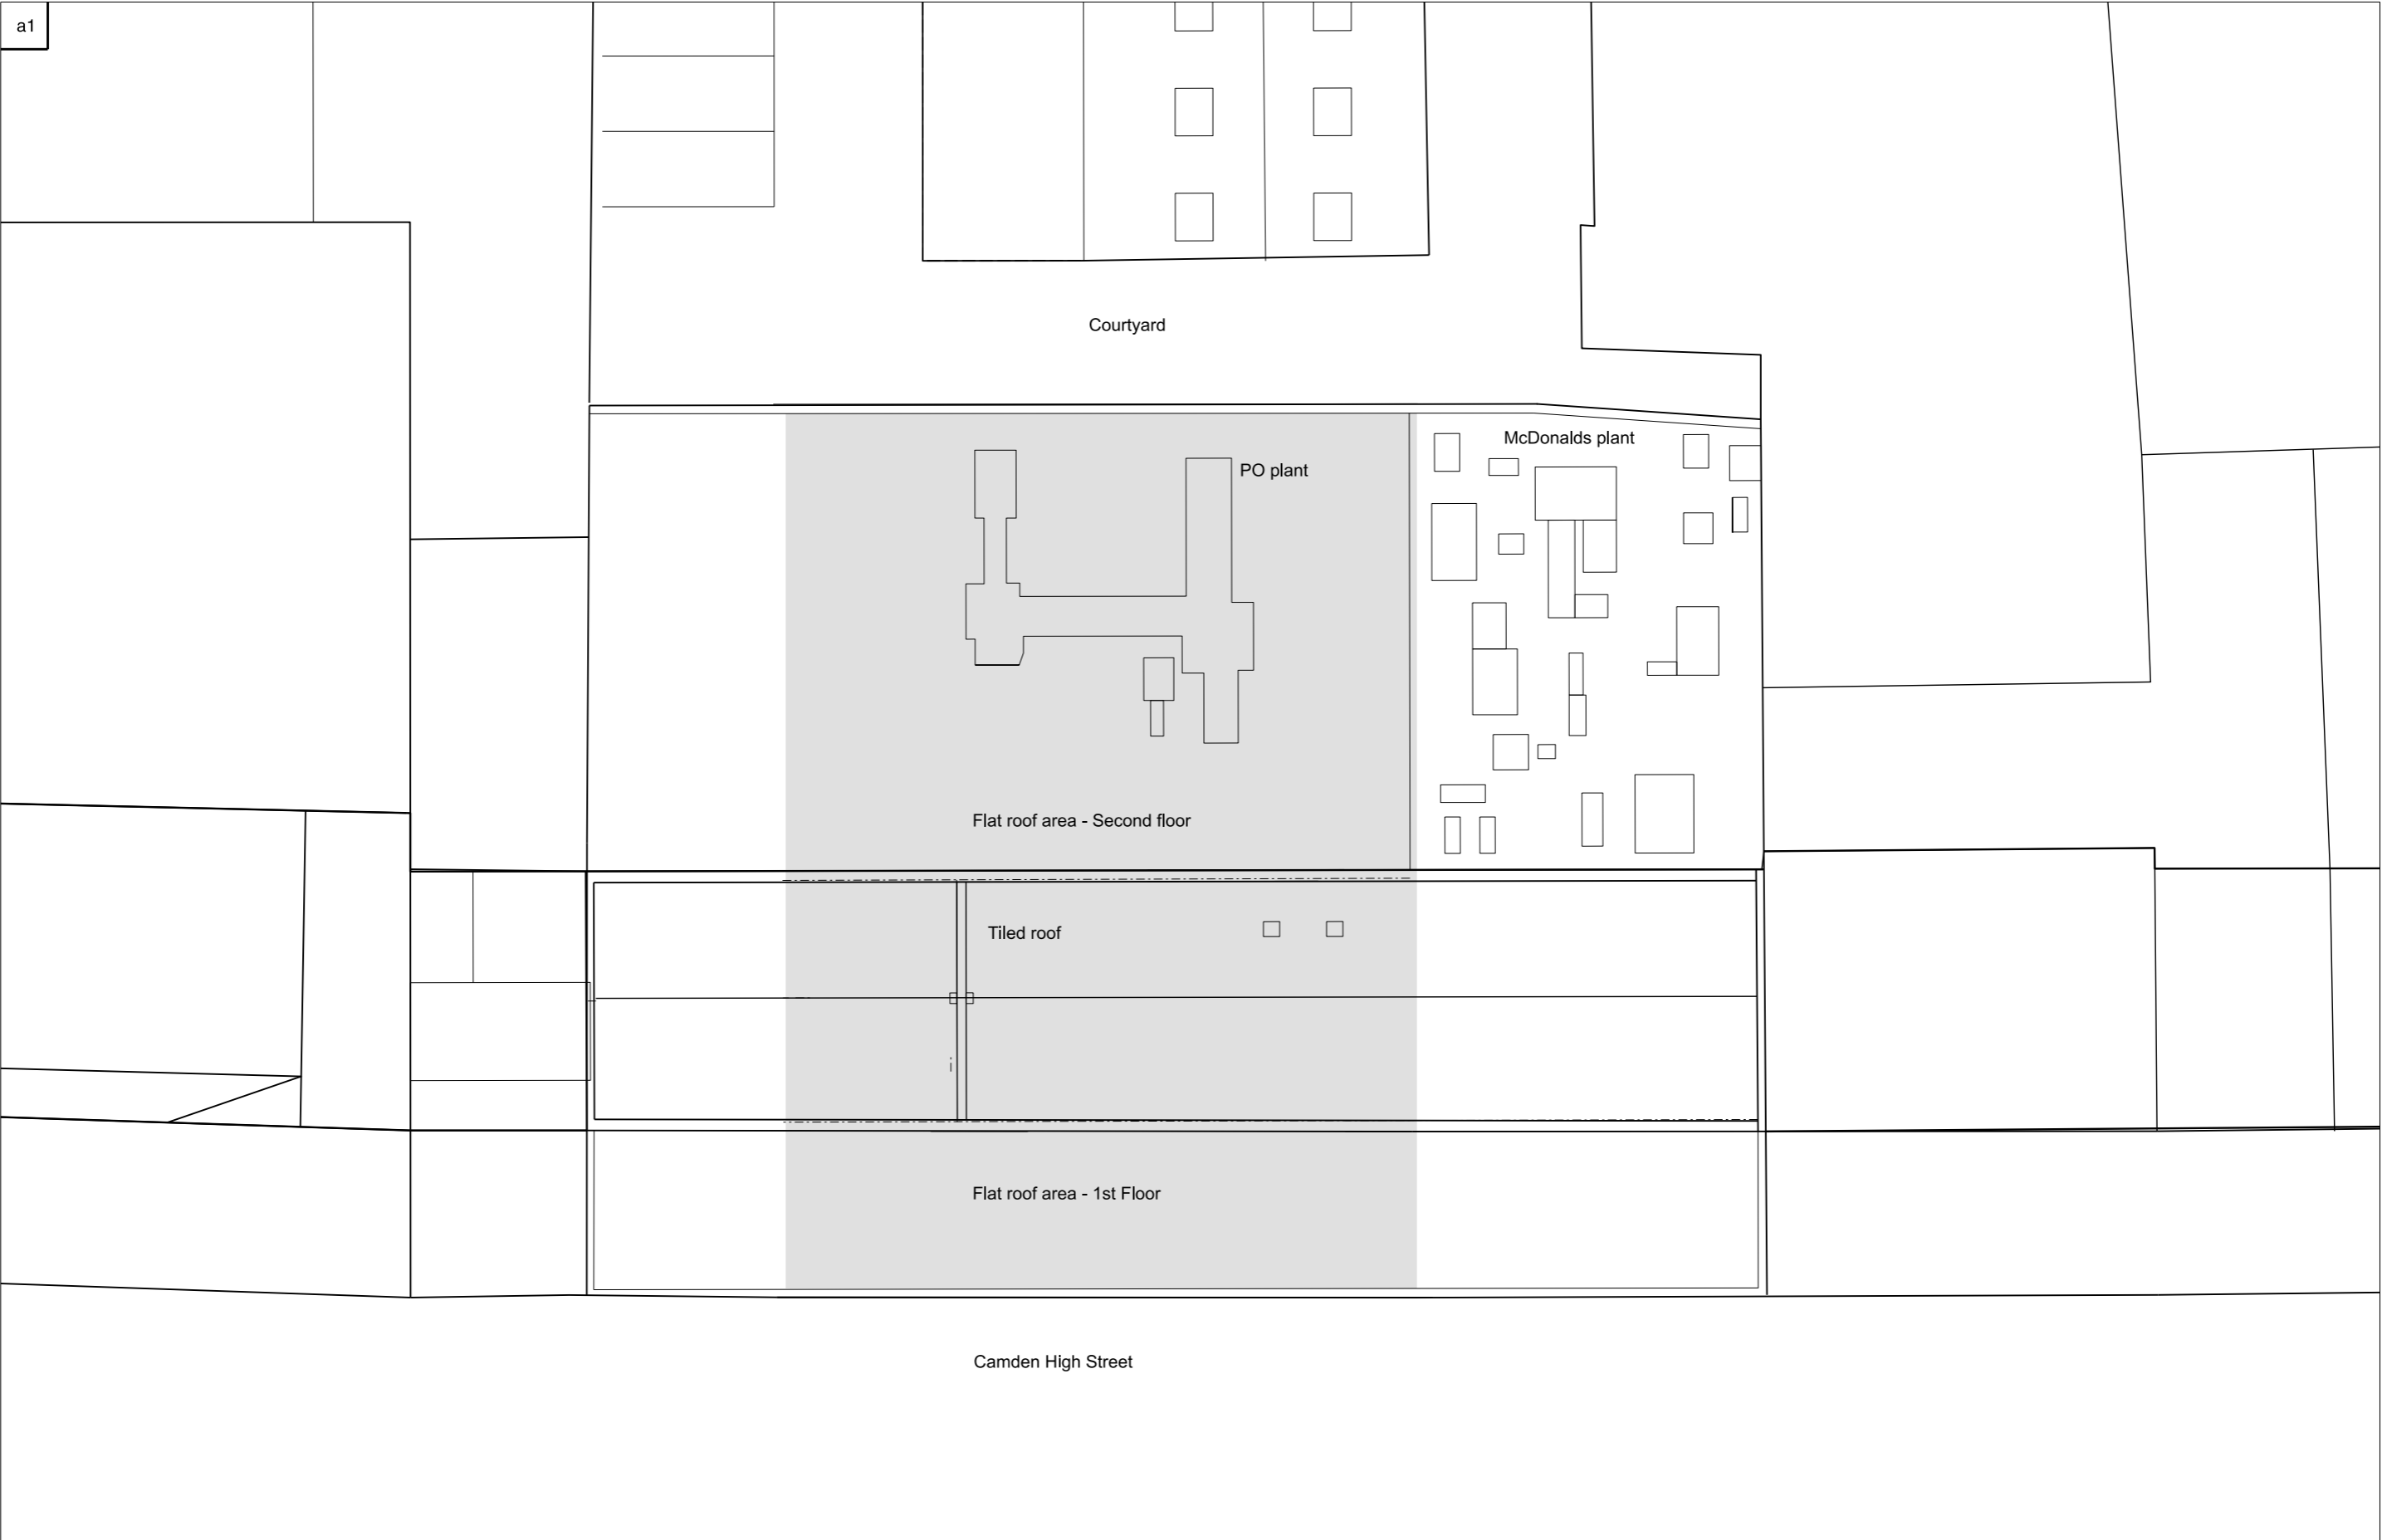 a1
Courtyard
McDonalds plant
PO plant
Flat roof area - Second floor
Tiled roof
Flat roof area - 1st Floor
Camden High Street